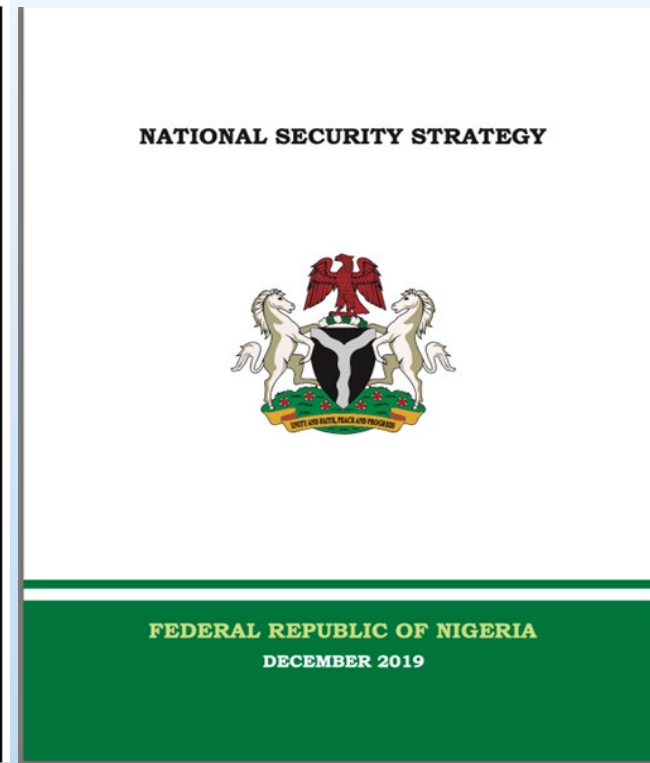 NATIONAL SECURITY STRATEGY
UNITY AND FAITH, PEACE AND PROGRESS
FEDERAL REPUBLIC OF NIGERIA
DECEMBER 2019